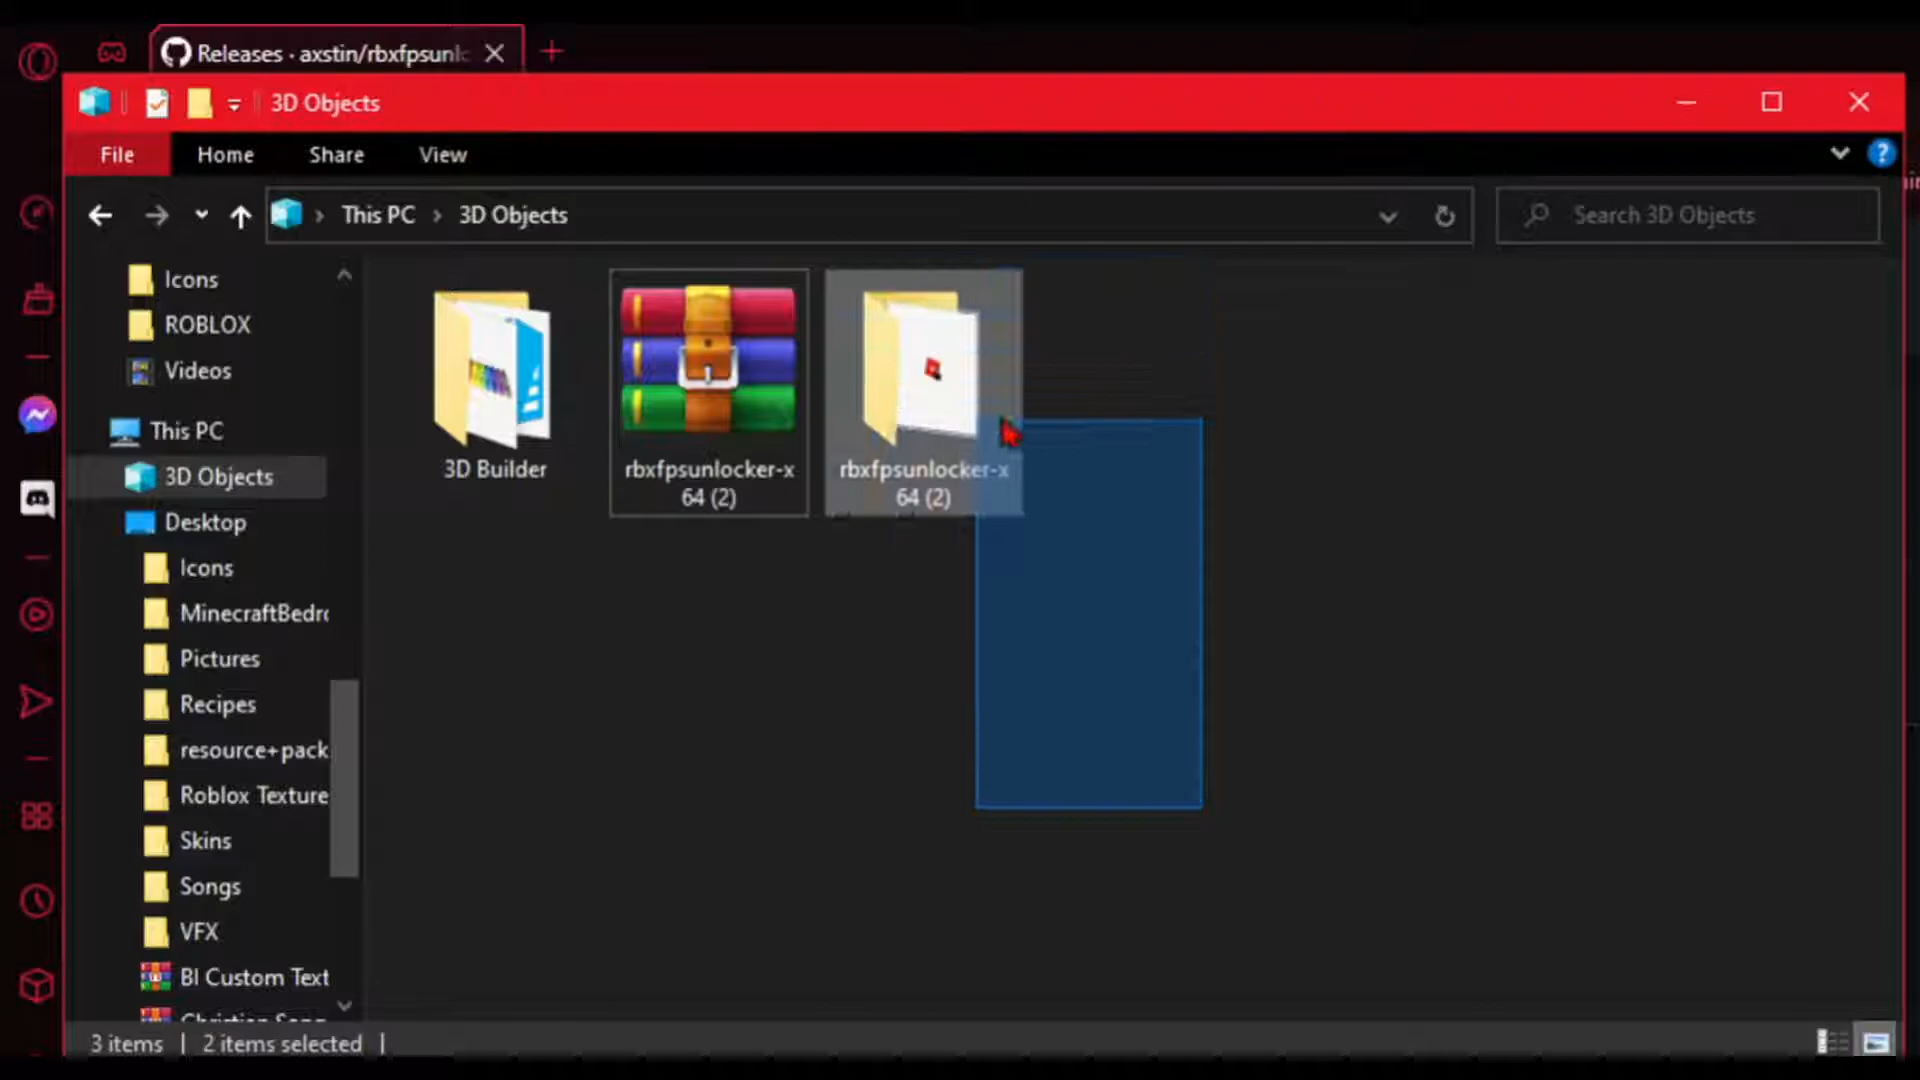 Releases · axstin/rbxfpsunlc
3D Objects
File
Home
Share
View
This PC
3D Objects
Search 3D Objects
Icons
ROBLOX
Videos
This PC
3D Objects
Desktop
Icons
MinecraftBedro
Pictures
Recipes
resource+pack
Roblox Texture
Skins
Songs
VFX
BI Custom Text
3D Builder
rbxfpsunlocker-x
64 (2)
rbxfpsunlocker-x
64 (2)
3 items
2 items selected